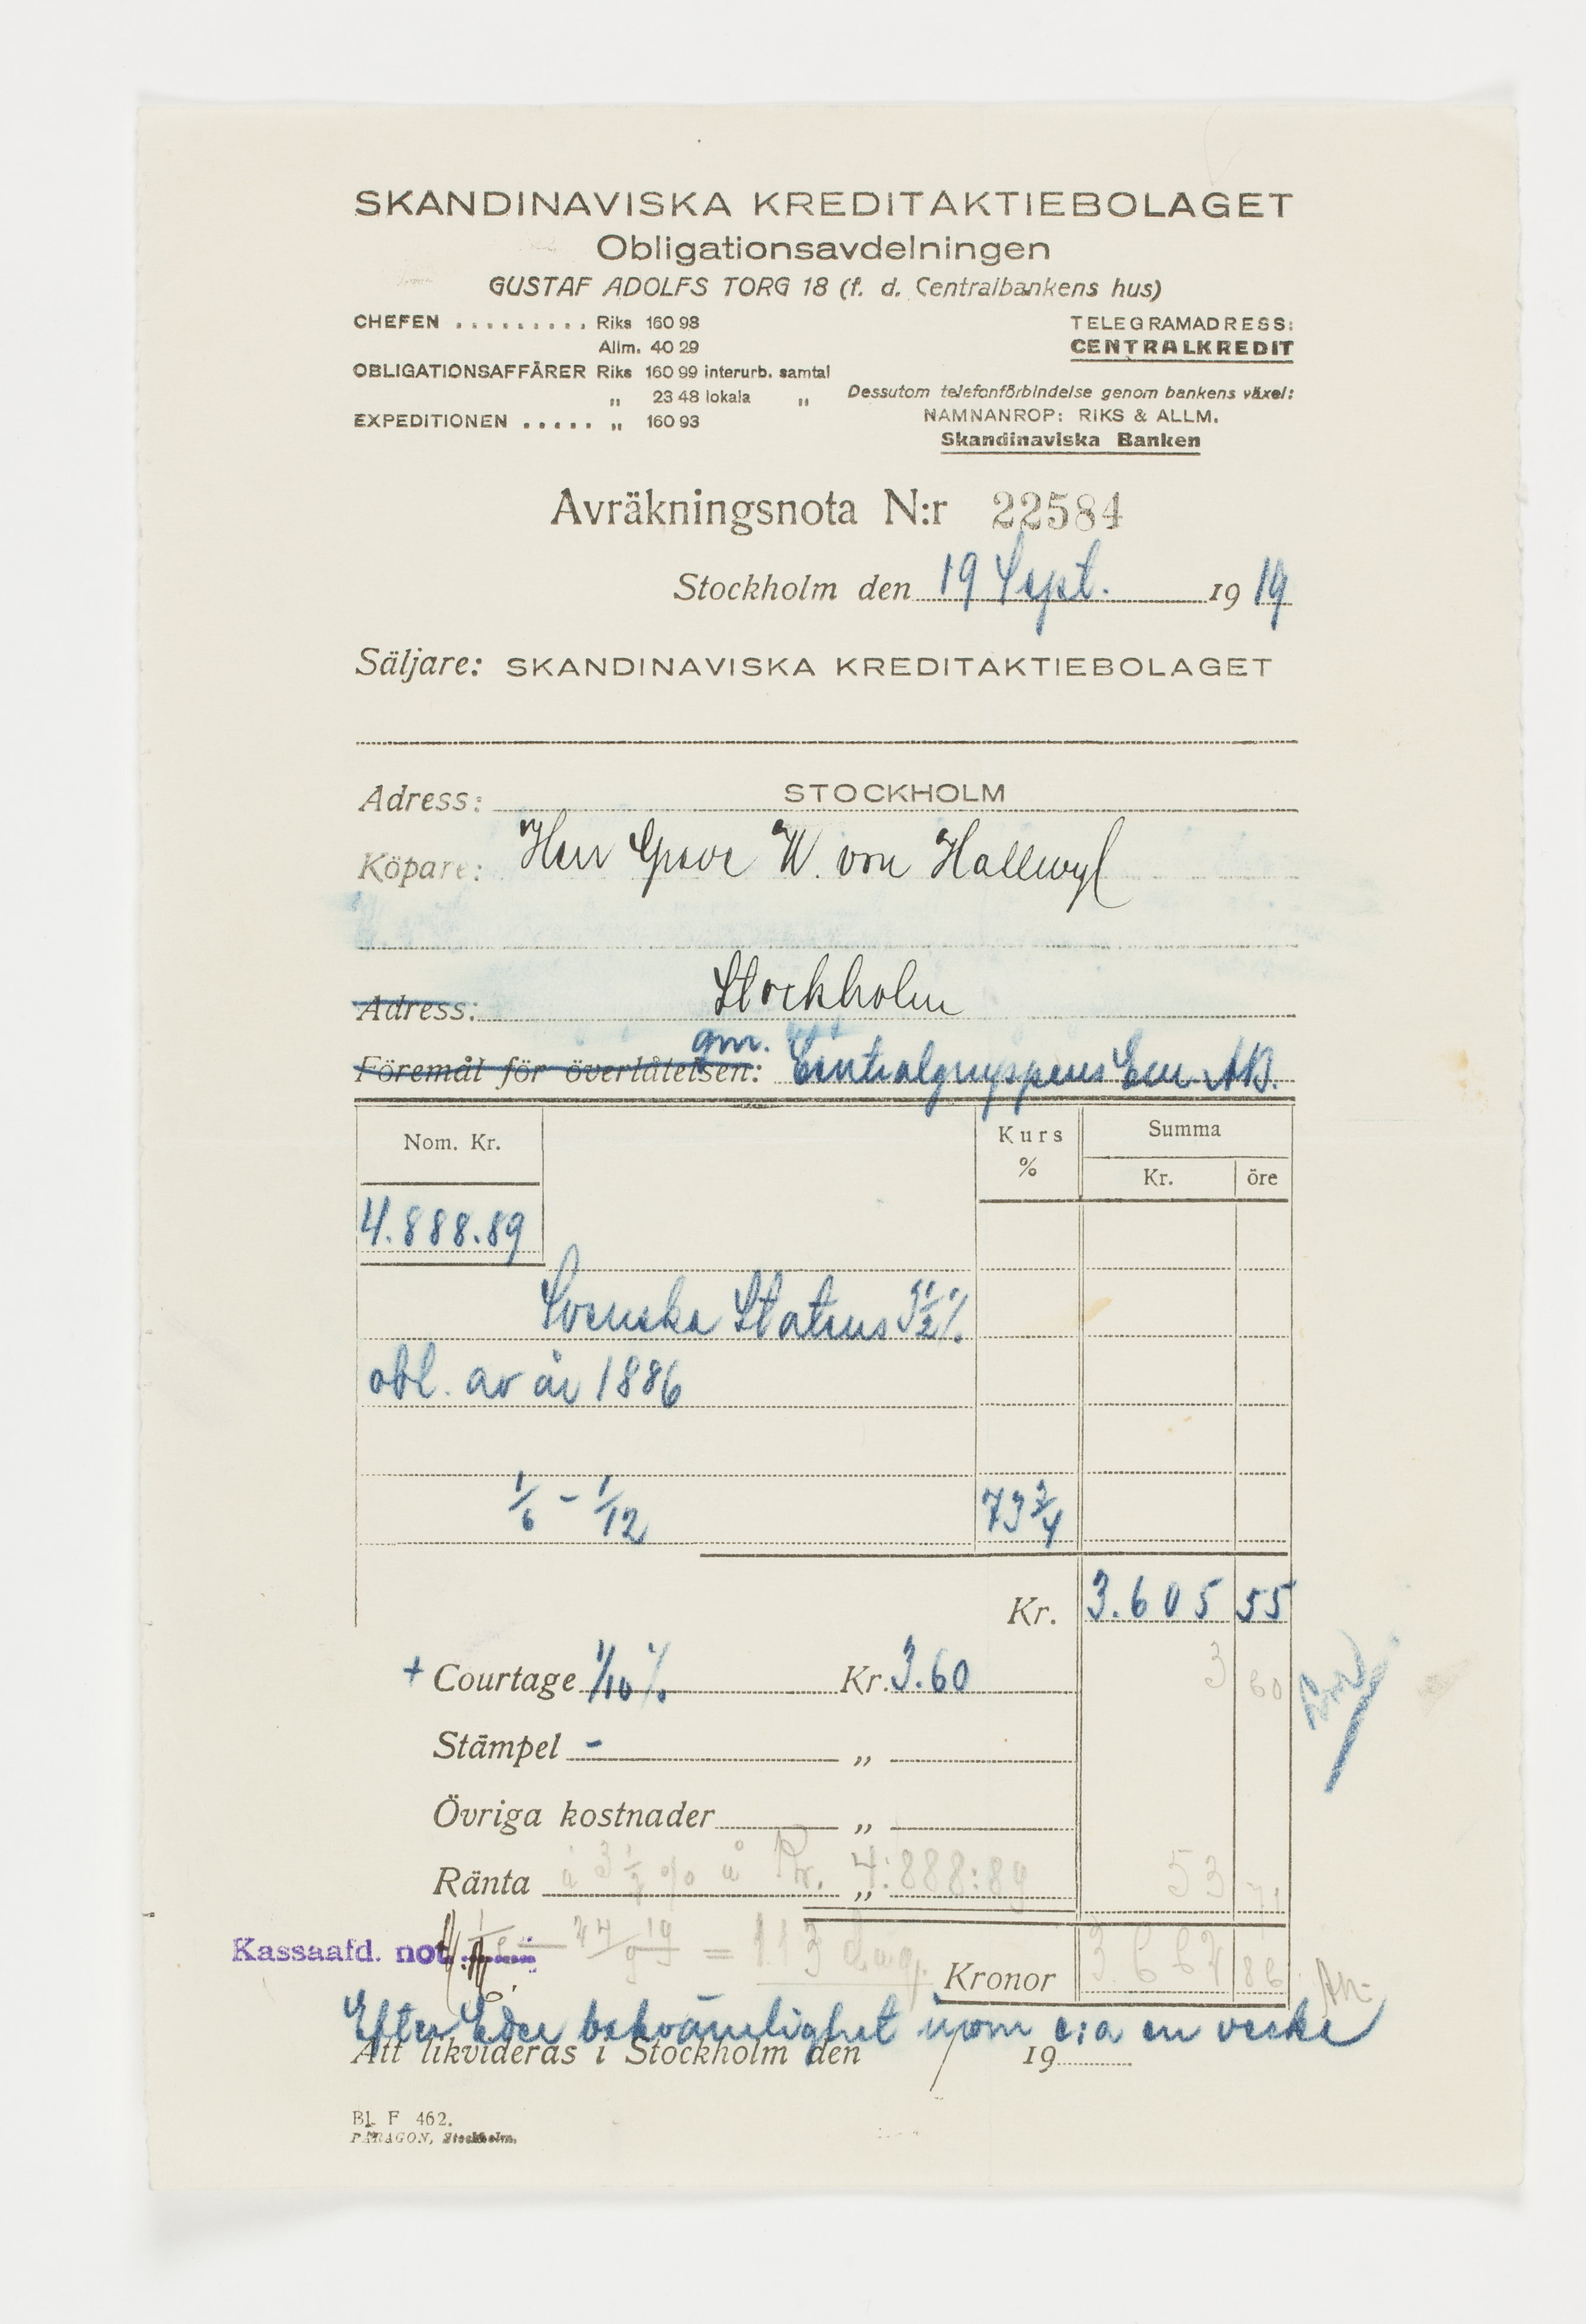 SKANDINAVISKA KREDITAKTIEBOLAGET
Obligationsavdelningen
GUSTAF ADOLFS TORG 18 (f. d. Centralbankens hus)
CHEFEN ......... Riks 160 98
Allm. 40 29
OBLIGATIONSAFFÄRER Riks 160 99 interurb. samtal
„ 23 48 lokala „
EXPEDITIONEN ..... „ 160 93
TELEGRAMADRESS:
CENTRALKREDIT
Dessutom telefonförbindelse genom bankens växel:
NAMNANROP: RIKS & ALLM.
Skandinaviska Banken
Avräkningsnota N:r 22584
Stockholm den 19 Sept. 1919
Säljare: SKANDINAVISKA KREDITAKTIEBOLAGET
Adress: STOCKHOLM
Köpare: Herr Greve W. von Hallwyl
Adress: Stockholm
gm.
Föremål för överlåtelsen: Centralgruppens Em. AB.
Nom. Kr. Kurs % Summa
Kr. öre
4.888.89
Svenska Statens 3 1/2 %
obl. av år 1886
1/6 - 1/12 73 3/4
Kr. 3.605 55
+ Courtage 1/10 % Kr. 3.60 3 60
Stämpel - „
Övriga kostnader „
Ränta à 3 1/2 % å Kr. „ 4.888:89 53 71
Kassaafd. not. = 113 dag.
Kronor 3.662 86
Efter Eder bekvämlighet inom c:a en vecka
Att likvideras i Stockholm den / 19
Bl. F 462.
PARAGON, Stockholm.